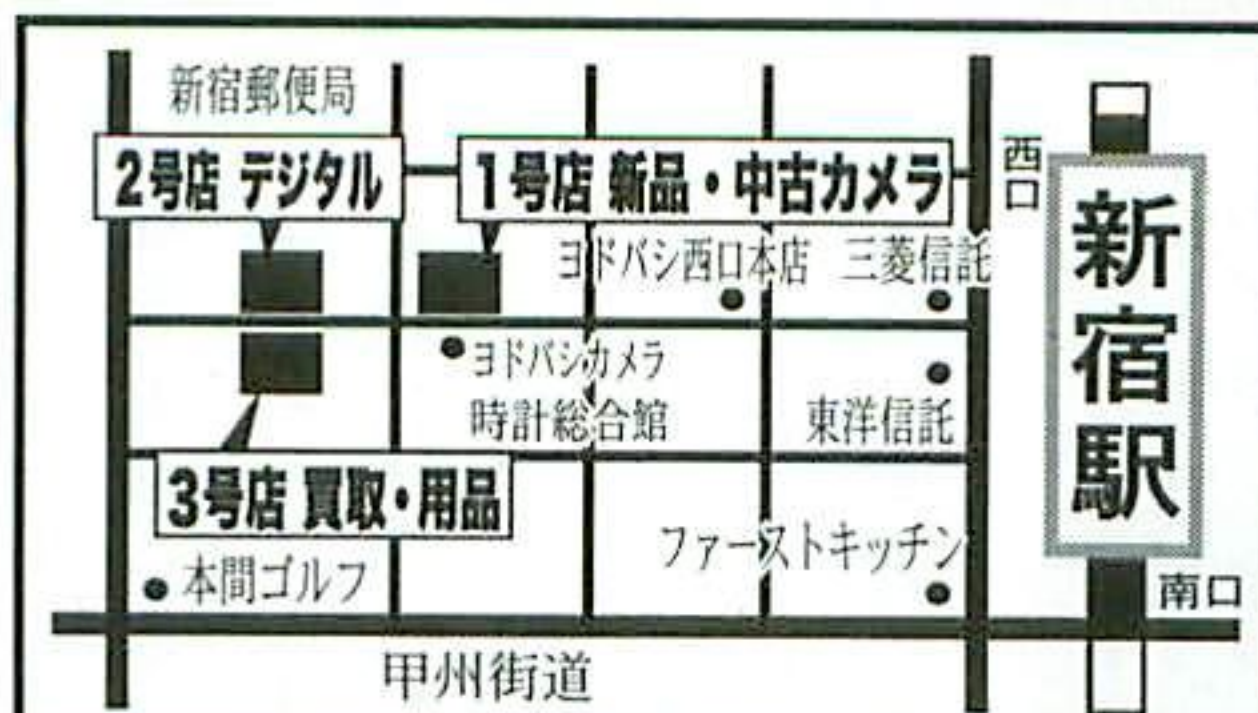 新宿郵便局
2号店 デジタル
1号店 新品・中古カメラ
西口
新宿駅
ヨドバシ西口本店
三菱信託
ヨドバシカメラ
時計総合館
東洋信託
3号店 買取・用品
ファーストキッチン
本間ゴルフ
南口
甲州街道